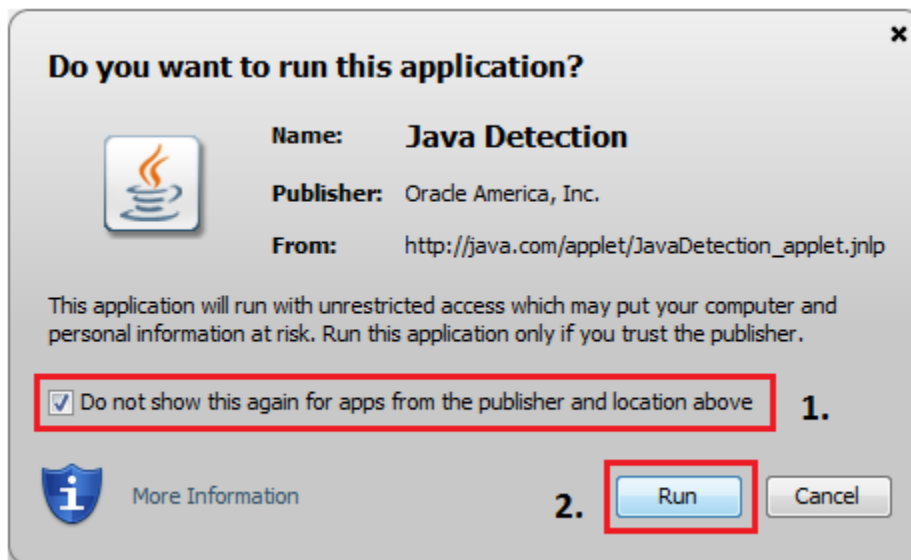 Do you want to run this application?
Name: Java Detection
Publisher: Oracle America, Inc.
From: http://java.com/applet/JavaDetection_applet.jnlp
This application will run with unrestricted access which may put your computer and
personal information at risk. Run this application only if you trust the publisher.
Do not show this again for apps from the publisher and location above 1.
More Information 2. Run Cancel